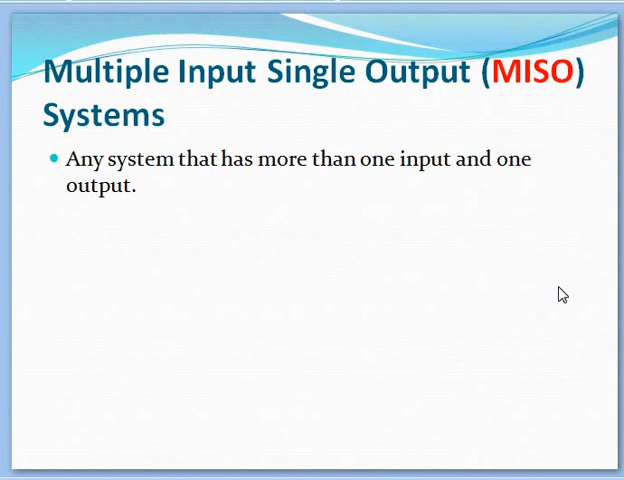 Multiple Input Single Output (MISO)
Systems
Any system that has more than one input and one
output.